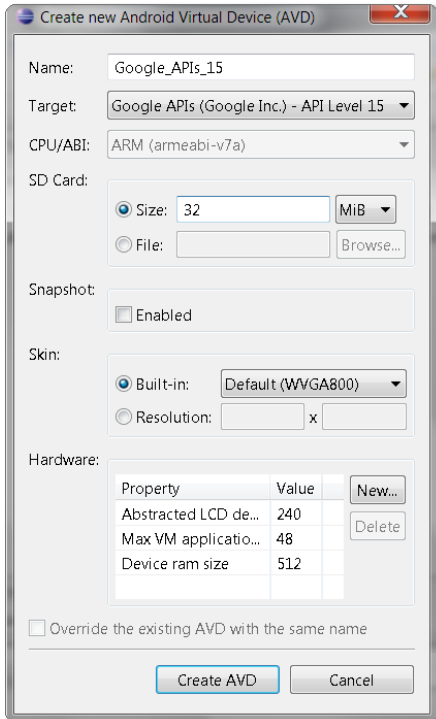 Create new Android Virtual Device (AVD)
Name: Google_APIs_15
Target: Google APIs (Google Inc.) - API Level 15
CPU/ABI: ARM (armeabi-v7a)
SD Card:
Size: 32 MiB
File: Browse...
Snapshot:
Enabled
Skin:
Built-in: Default (WVGA800)
Resolution: x
Hardware:
Property Value New...
Abstracted LCD de... 240
Delete
Max VM applicatio... 48
Device ram size 512
Override the existing AVD with the same name
Create AVD Cancel